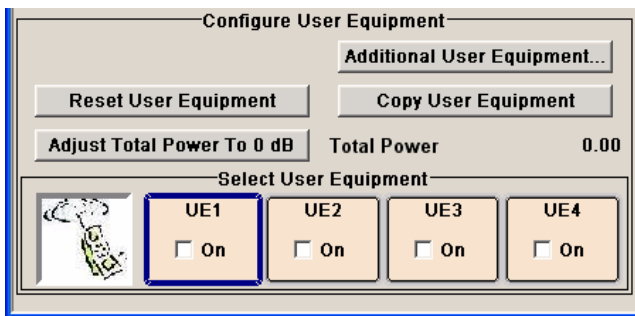 Configure User Equipment
Additional User Equipment...
Reset User Equipment Copy User Equipment
Adjust Total Power To 0 dB Total Power 0.00
Select User Equipment
UE1 UE2 UE3 UE4
On On On On